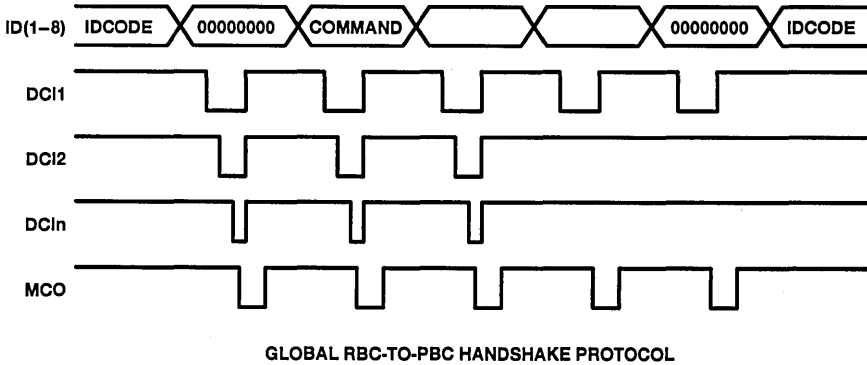 ID(1–8) IDCODE 00000000 COMMAND 00000000 IDCODE
DCI1
DCI2
DCIn
MCO
GLOBAL RBC-TO-PBC HANDSHAKE PROTOCOL